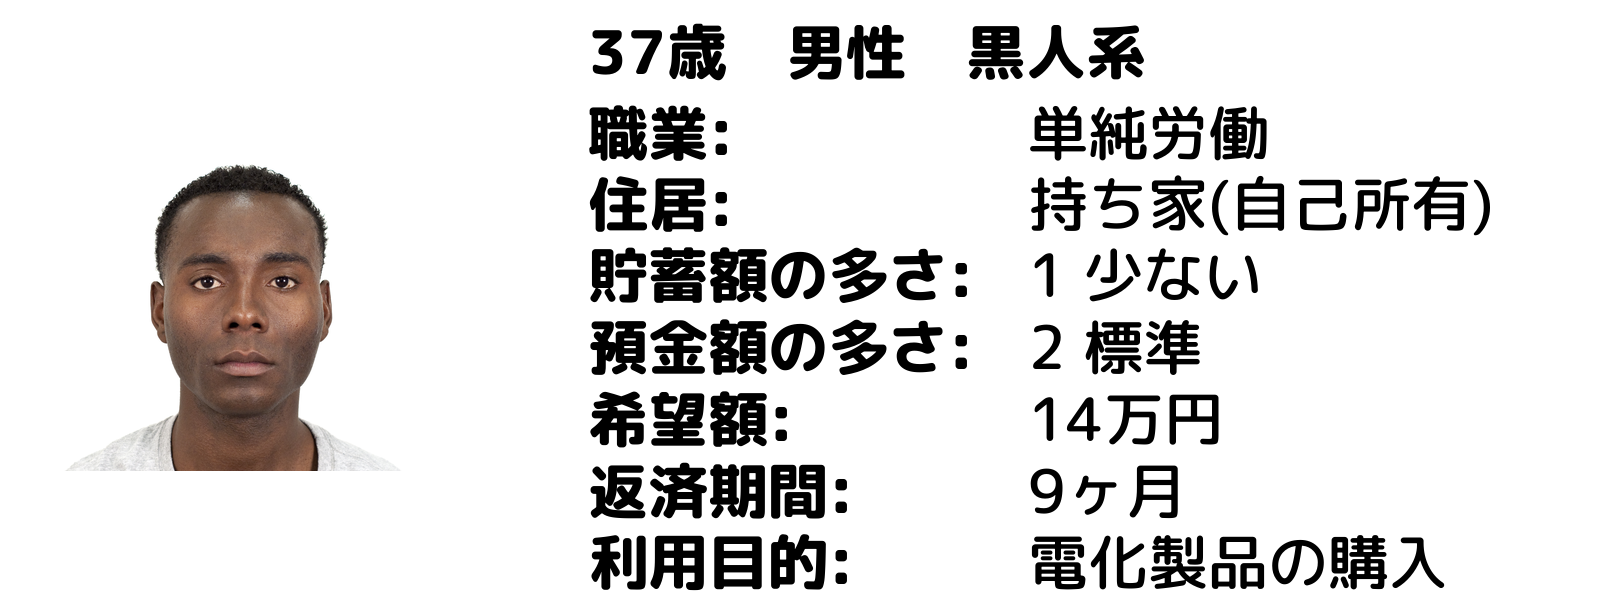 37歳　男性　黒人系
職業: 単純労働
住居: 持ち家(自己所有)
貯蓄額の多さ: 1 少ない
預金額の多さ: 2 標準
希望額: 14万円
返済期間: 9ヶ月
利用目的: 電化製品の購入